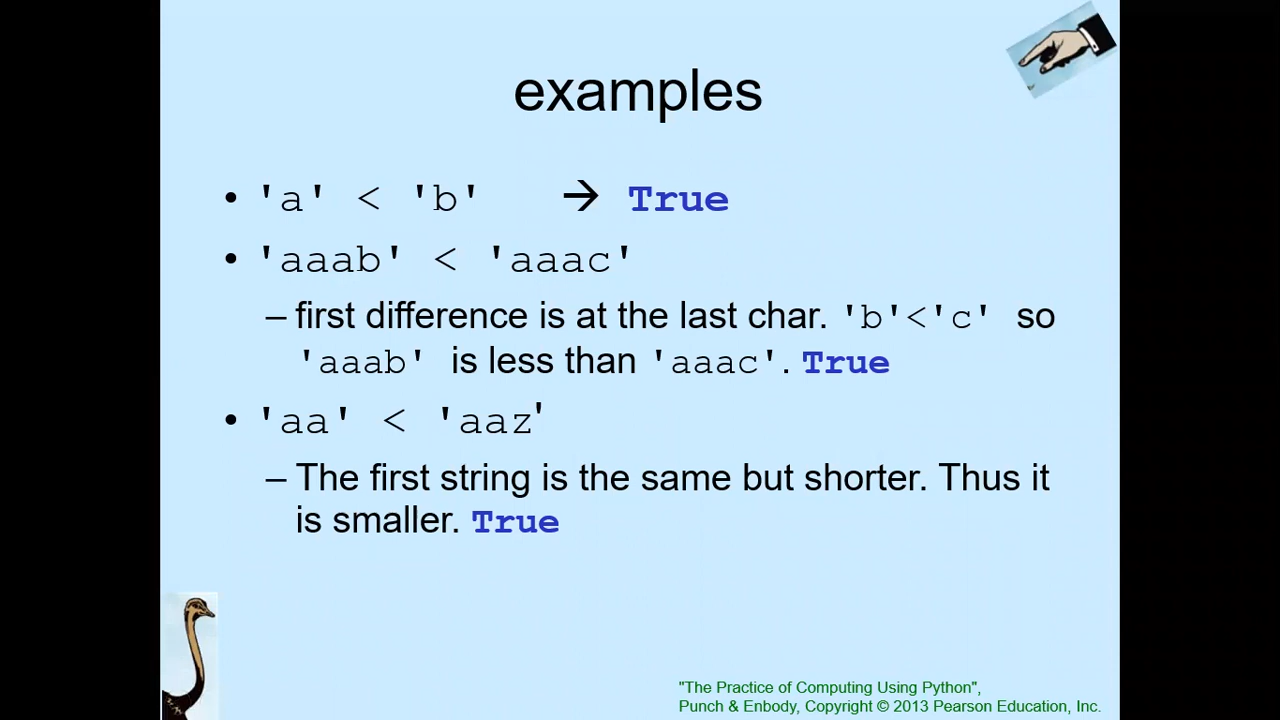 examples
• 'a' < 'b' → True
• 'aaab' < 'aaac'
– first difference is at the last char. 'b'<'c' so
'aaab' is less than 'aaac'. True
• 'aa' < 'aaz'
– The first string is the same but shorter. Thus it
is smaller. True
"The Practice of Computing Using Python",
Punch & Enbody, Copyright © 2013 Pearson Education, Inc.